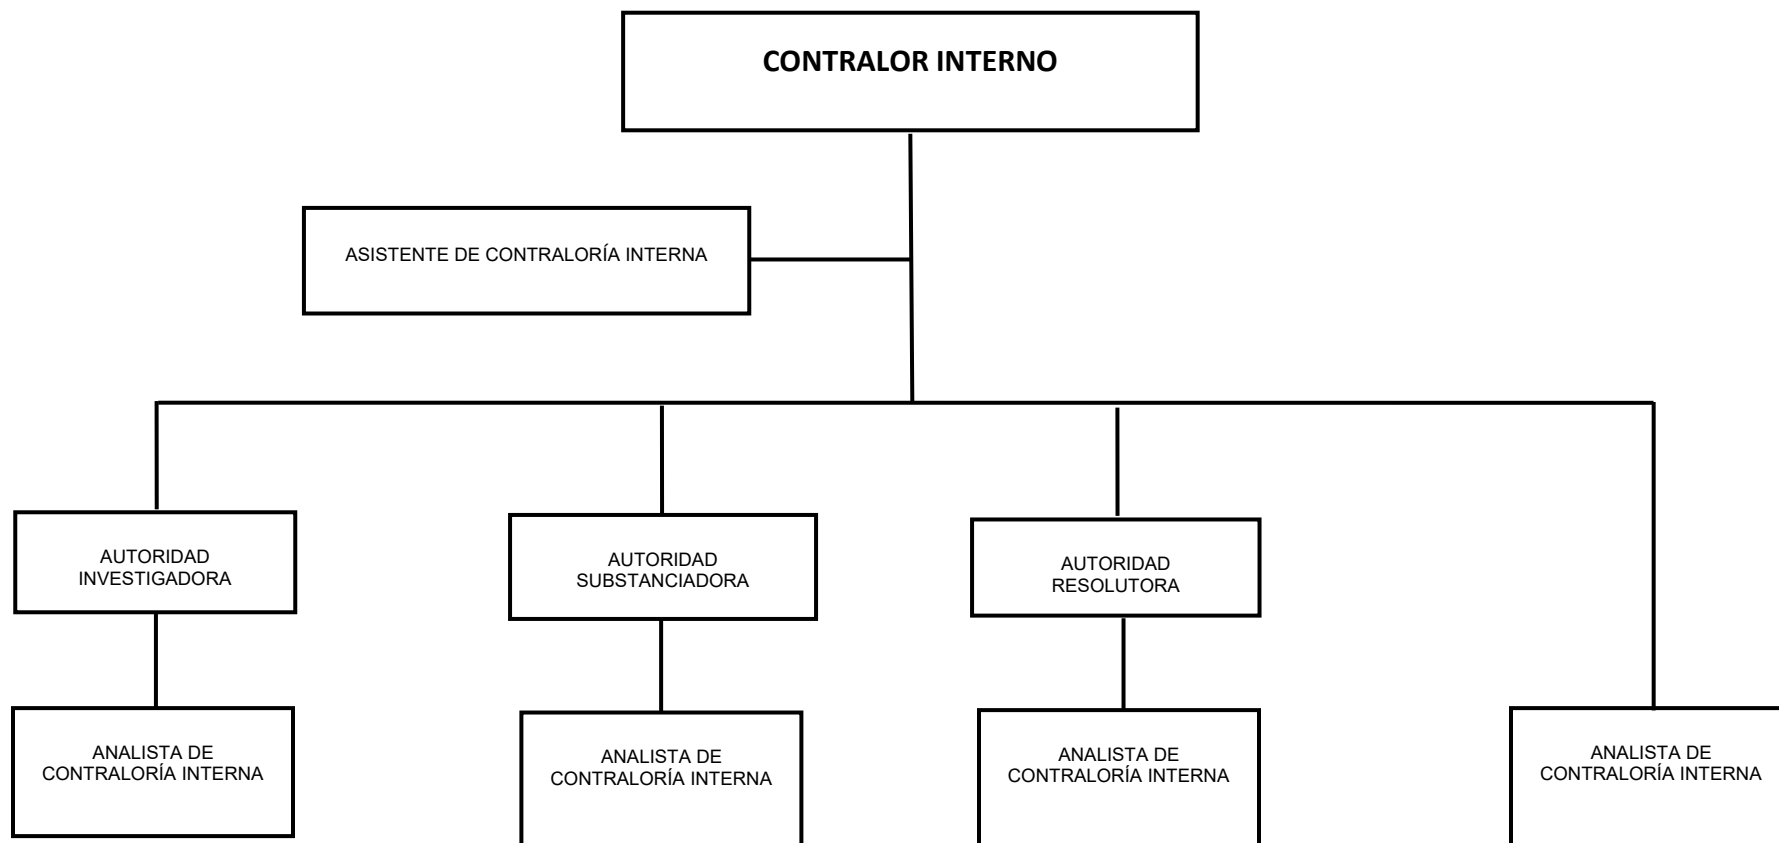 CONTRALOR INTERNO
ASISTENTE DE CONTRALORÍA INTERNA
AUTORIDAD
INVESTIGADORA
AUTORIDAD
SUBSTANCIADORA
AUTORIDAD
RESOLUTORA
ANALISTA DE
CONTRALORÍA INTERNA
ANALISTA DE
CONTRALORÍA INTERNA
ANALISTA DE
CONTRALORÍA INTERNA
ANALISTA DE
CONTRALORÍA INTERNA